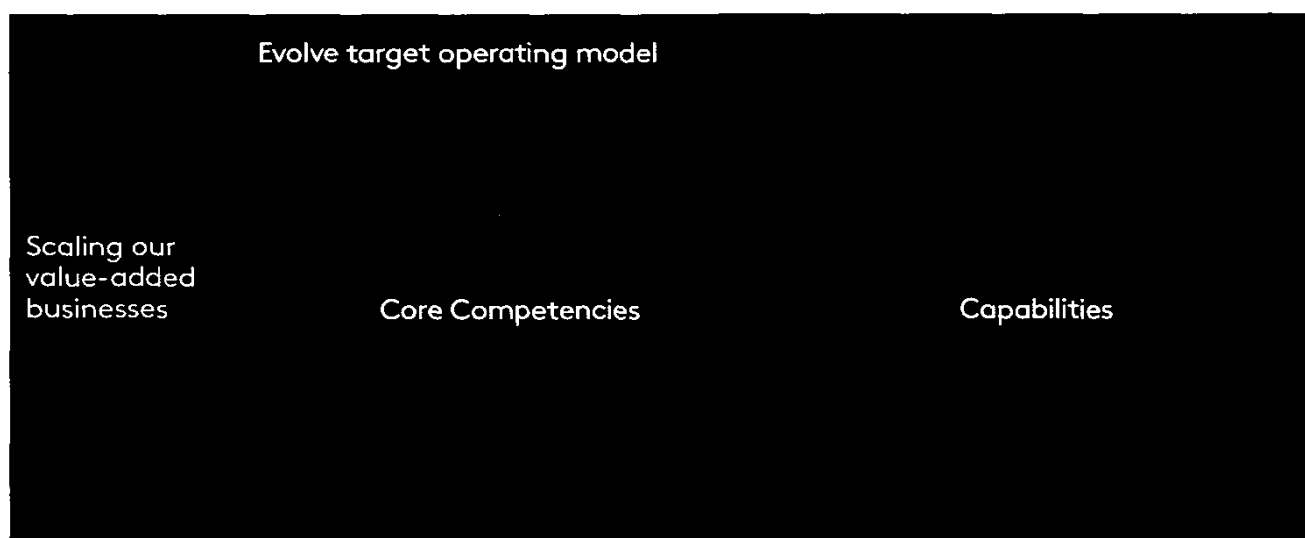 Evolve target operating model
Scaling our
value-added
businesses
Core Competencies
Capabilities